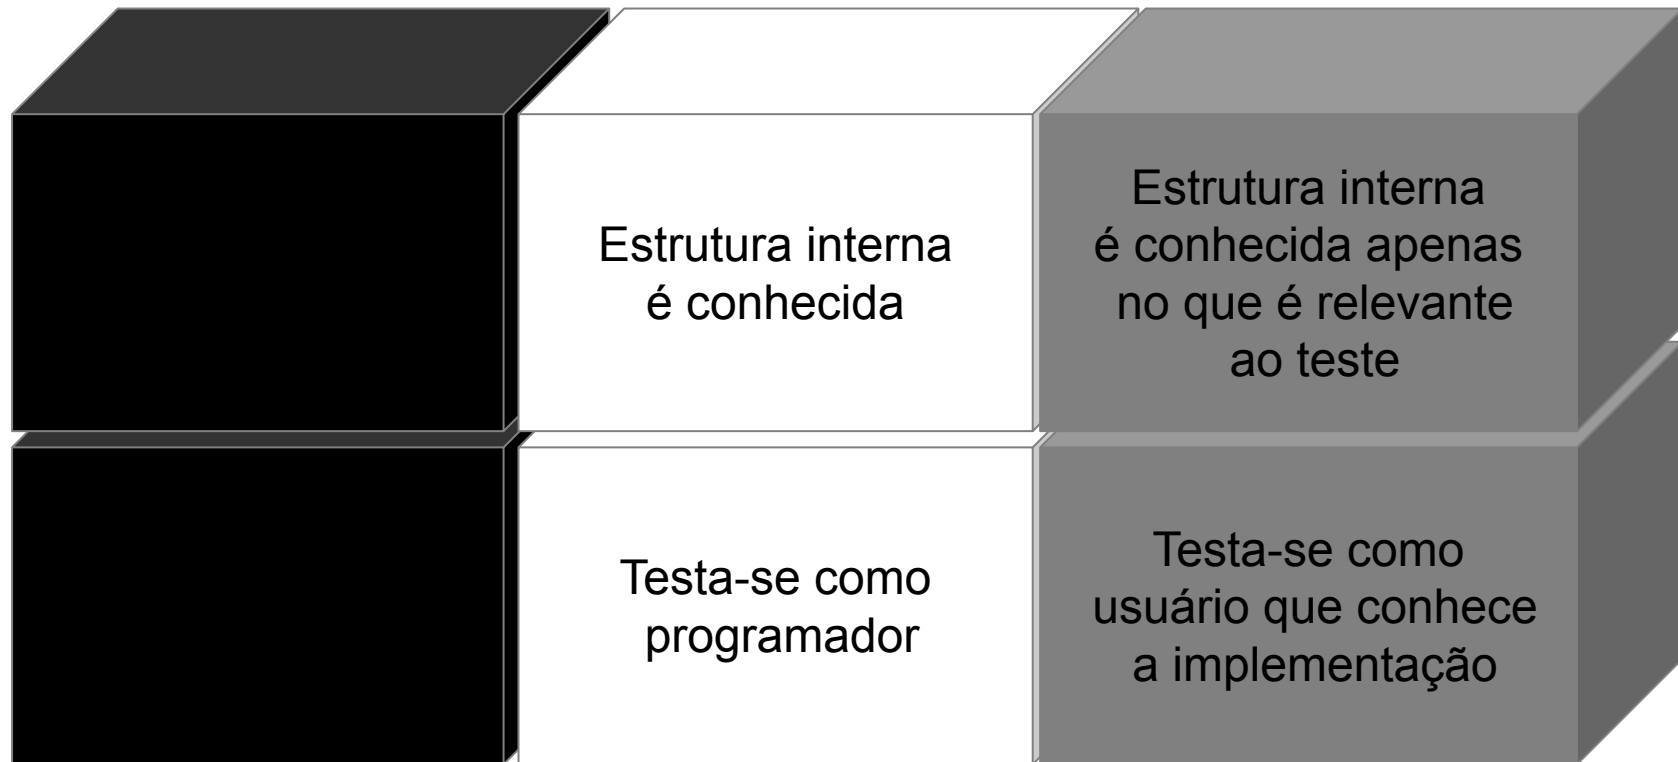 Estrutura interna
é conhecida
Estrutura interna
é conhecida apenas
no que é relevante
ao teste
Testa-se como
programador
Testa-se como
usuário que conhece
a implementação